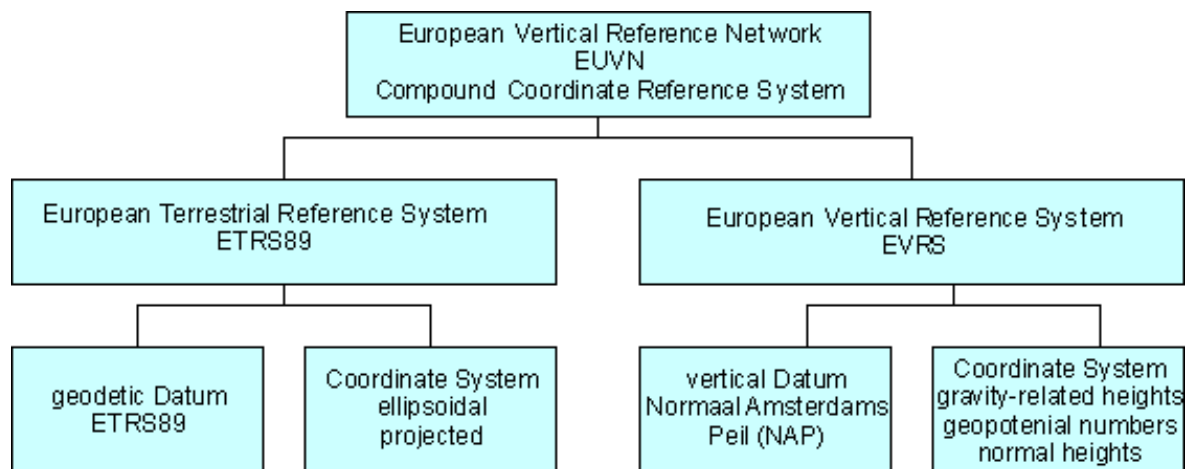 European Vertical Reference Network
EUVN
Compound Coordinate Reference System
European Terrestrial Reference System
ETRS89
European Vertical Reference System
EVRS
geodetic Datum
ETRS89
Coordinate System
ellipsoidal
projected
vertical Datum
Normaal Amsterdams
Peil (NAP)
Coordinate System
gravity-related heights
geopotenial numbers
normal heights